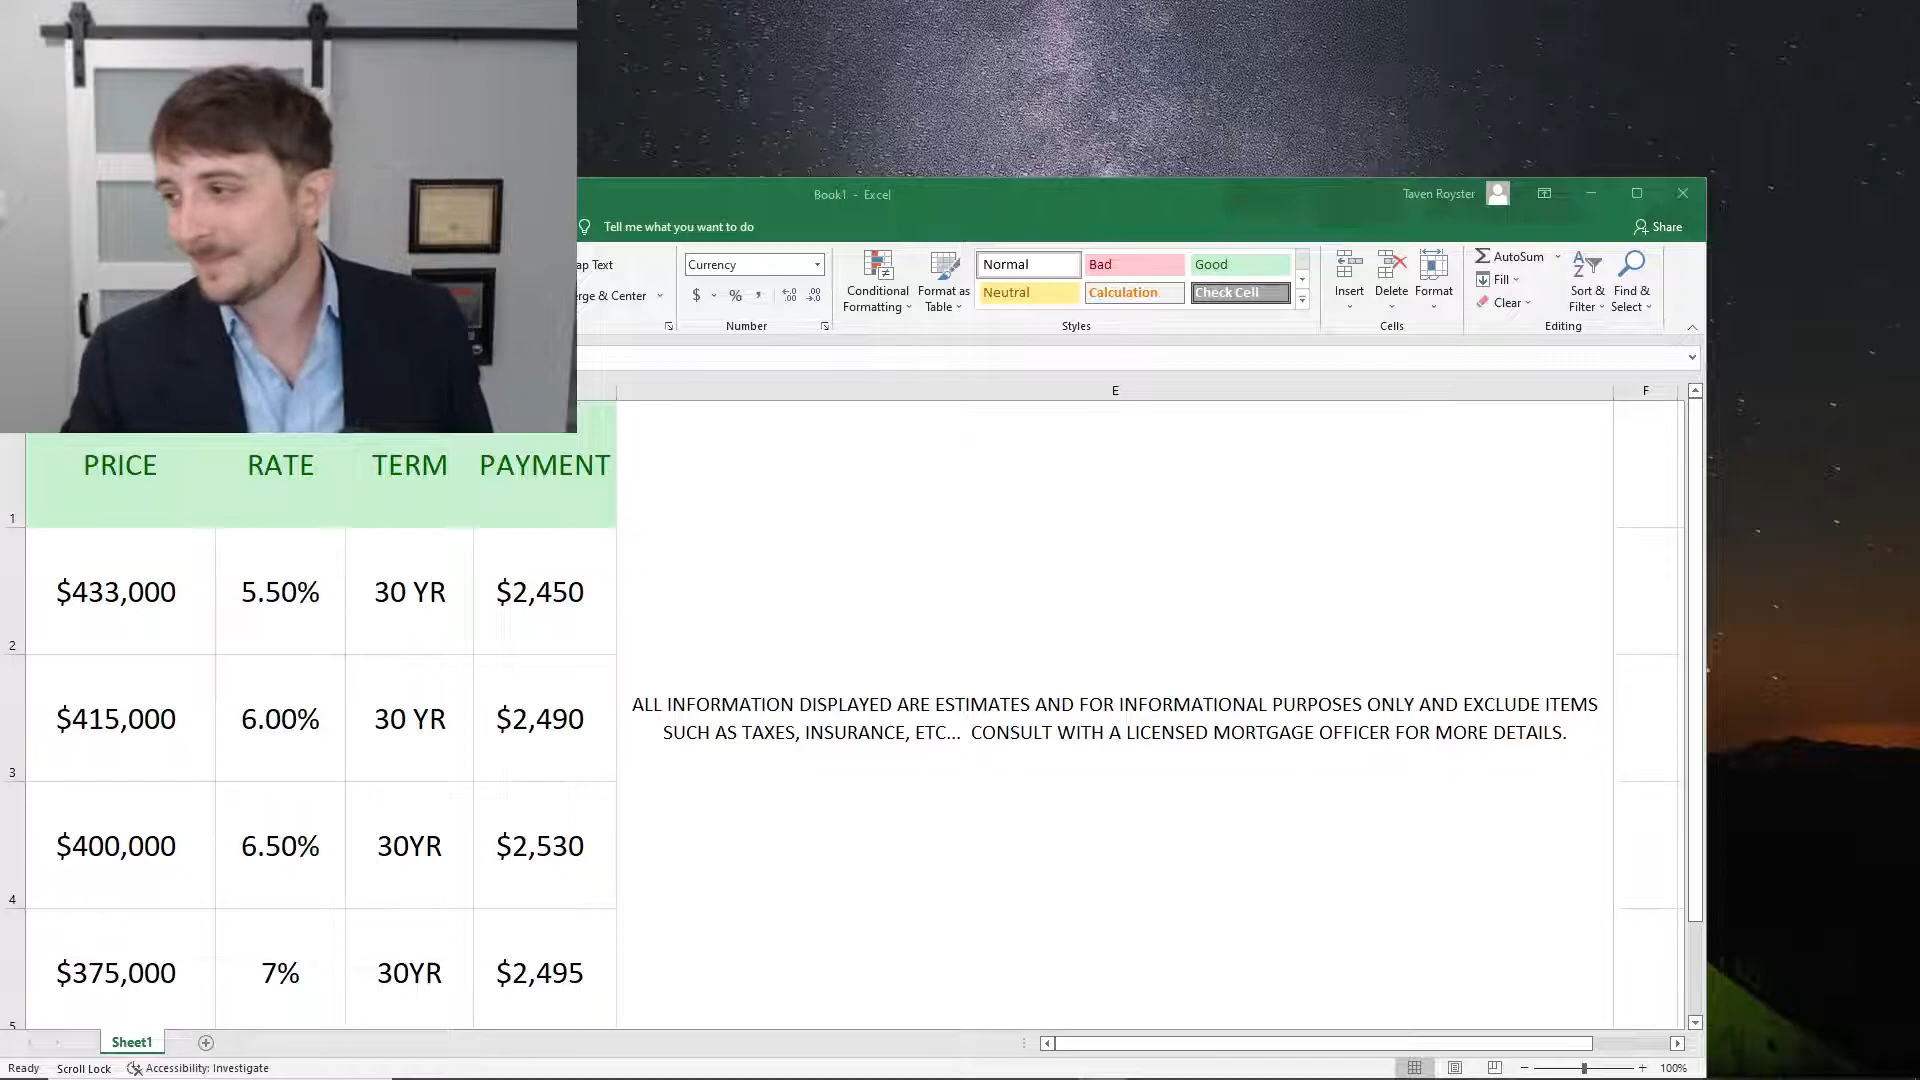 Book1 - Excel
Taven Royster
Tell me what you want to do
Share
ap Text
Currency
Normal
Bad
Good
AutoSum
rge & Center
$
%
Conditional
Formatting
Format as
Table
Neutral
Calculation
Check Cell
Insert
Delete
Format
Fill
Clear
Sort &
Filter
Find &
Select
Number
Styles
Cells
Editing
E
F
PRICE RATE TERM PAYMENT
1
$433,000 5.50% 30 YR $2,450
2
$415,000 6.00% 30 YR $2,490
3
ALL INFORMATION DISPLAYED ARE ESTIMATES AND FOR INFORMATIONAL PURPOSES ONLY AND EXCLUDE ITEMS
SUCH AS TAXES, INSURANCE, ETC... CONSULT WITH A LICENSED MORTGAGE OFFICER FOR MORE DETAILS.
$400,000 6.50% 30YR $2,530
4
$375,000 7% 30YR $2,495
5
Sheet1
Ready
Scroll Lock
Accessibility: Investigate
100%